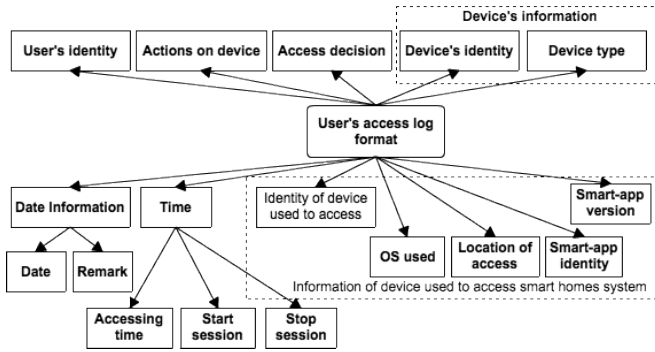 Device's information
User's identity
Actions on device
Access decision
Device's identity
Device type
User's access log
format
Date Information
Time
Identity of device
used to access
Smart-app
version
OS used
Location of
access
Smart-app
identity
Date
Remark
Information of device used to access smart homes system
Accessing
time
Start
session
Stop
session